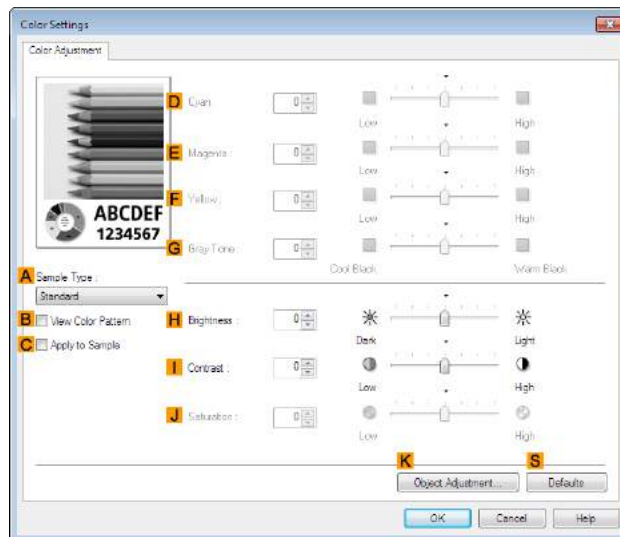 Color Settings
Color Adjustment
D Cyan : 0
Low High
E Magenta : 0
Low High
F Yellow : 0
Low High
ABCDEF
1234567
G Gray Tone : 0
Cool Black Warm Black
A Sample Type :
Standard
B View Color Pattern
H Brightness : 0
Dark Light
C Apply to Sample
I Contrast : 0
Low High
J Saturation : 0
Low High
K S
Object Adjustment... Defaults
OK Cancel Help